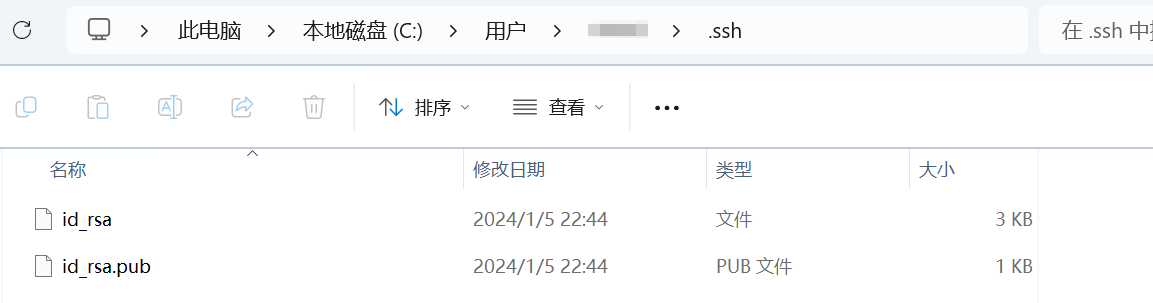 此电脑 本地磁盘 (C:) 用户 .ssh 在 .ssh 中
排序 查看
名称 修改日期 类型 大小
id_rsa 2024/1/5 22:44 文件 3 KB
id_rsa.pub 2024/1/5 22:44 PUB 文件 1 KB